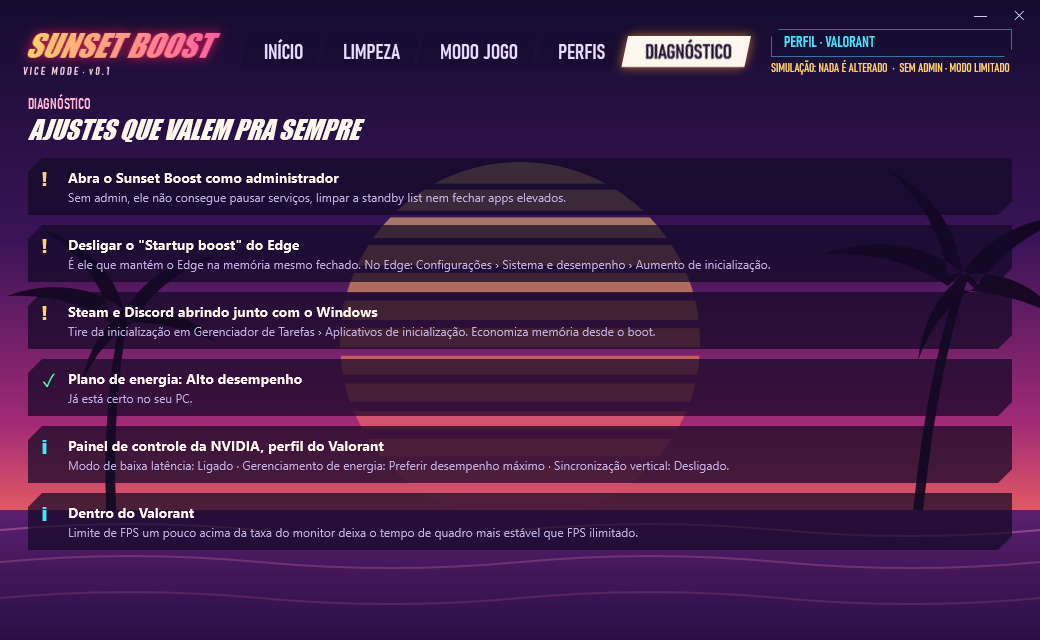 SUNSET BOOST
VICE MODE · v0.1
INÍCIO
LIMPEZA
MODO JOGO
PERFIS
DIAGNÓSTICO
PERFIL · VALORANT
SIMULAÇÃO: NADA É ALTERADO · SEM ADMIN · MODO LIMITADO
DIAGNÓSTICO
AJUSTES QUE VALEM PRA SEMPRE
! Abra o Sunset Boost como administrador
Sem admin, ele não consegue pausar serviços, limpar a standby list nem fechar apps elevados.
! Desligar o "Startup boost" do Edge
É ele que mantém o Edge na memória mesmo fechado. No Edge: Configurações › Sistema e desempenho › Aumento de inicialização.
! Steam e Discord abrindo junto com o Windows
Tire da inicialização em Gerenciador de Tarefas › Aplicativos de inicialização. Economiza memória desde o boot.
✓ Plano de energia: Alto desempenho
Já está certo no seu PC.
i Painel de controle da NVIDIA, perfil do Valorant
Modo de baixa latência: Ligado · Gerenciamento de energia: Preferir desempenho máximo · Sincronização vertical: Desligado.
i Dentro do Valorant
Limite de FPS um pouco acima da taxa do monitor deixa o tempo de quadro mais estável que FPS ilimitado.